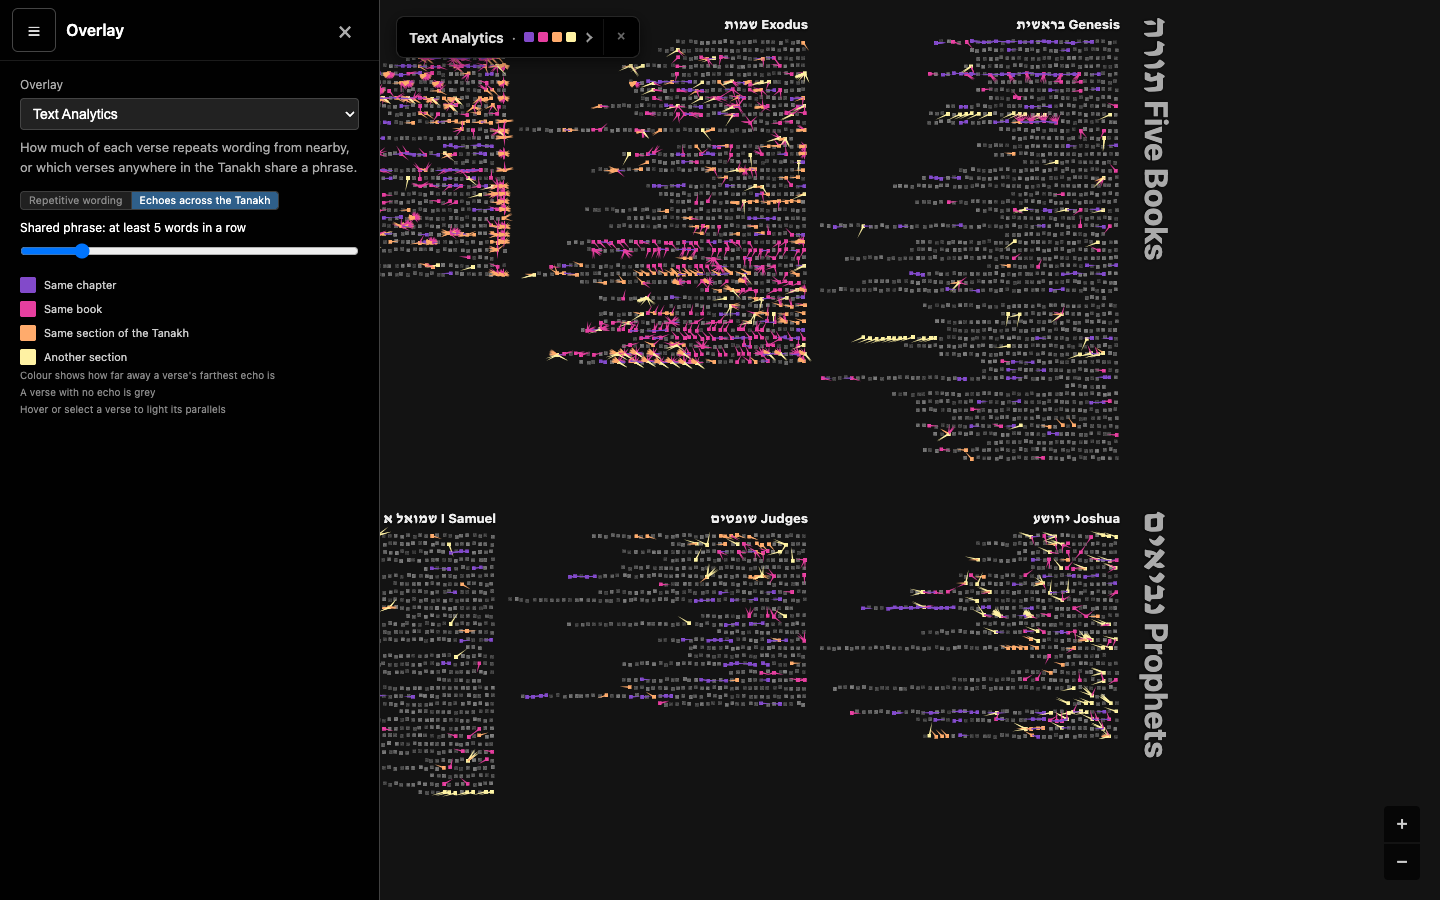 Overlay
Overlay
Text Analytics
How much of each verse repeats wording from nearby,
or which verses anywhere in the Tanakh share a phrase.
Repetitive wording
Echoes across the Tanakh
Shared phrase: at least 5 words in a row
Same chapter
Same book
Same section of the Tanakh
Another section
Colour shows how far away a verse's farthest echo is
A verse with no echo is grey
Hover or select a verse to light its parallels
Text Analytics ·
שמות Exodus
בראשית Genesis
תורה Five Books
שמואל א I Samuel
שופטים Judges
יהושע Joshua
נביאים Prophets
+
−